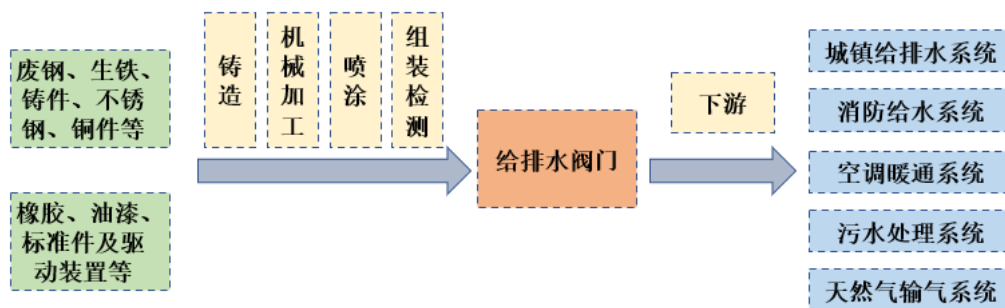 废钢、生铁、
铸件、不锈
钢、铜件等
橡胶、油漆、
标准件及驱
动装置等
铸造
机械加工
喷涂
组装检测
给排水阀门
下游
城镇给排水系统
消防给水系统
空调暖通系统
污水处理系统
天然气输气系统